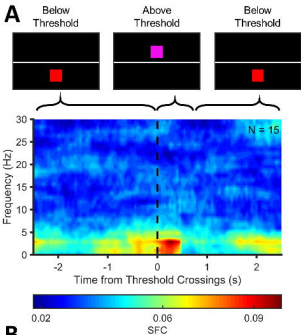 A
Below Above Below
Threshold Threshold Threshold
30
25
20
15
10
5
0
Frequency (Hz)
N = 15
-2 -1 0 1 2
Time from Threshold Crossings (s)
0.02 0.06 0.09
SFC
B